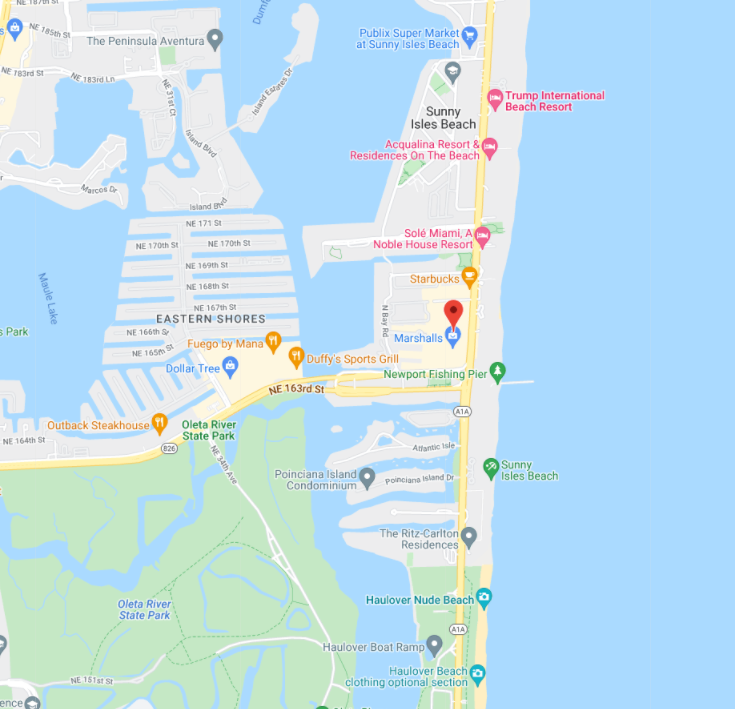 NE 187th St
Dumfo
NE 185th St
The Peninsula Aventura
Publix Super Market
at Sunny Isles Beach
NE 183rd St
NE 183rd Ln
NE 31st Ct
Island Estates Dr
Trump International
Beach Resort
Sunny
Isles Beach
Island Blvd
Acqualina Resort &
Residences On The Beach
Marcos Dr
Island Blvd
NE 171 St
Solé Miami, A
Noble House Resort
NE 170th St
NE 170th St
NE 169th St
Starbucks
NE 168th St
Maule Lake
NE 167th St
N Bay Rd
EASTERN SHORES
s Park
NE 166th St
Marshalls
Fuego by Mana
NE 165th St
Duffy's Sports Grill
Dollar Tree
Newport Fishing Pier
NE 163rd St
A1A
Outback Steakhouse
Oleta River
State Park
NE 164th St
826
Atlantic Isle
NE 34th Ave
Sunny
Isles Beach
Poinciana Island
Condominium
Poinciana Island Dr
The Ritz-Carlton
Residences
Haulover Nude Beach
Oleta River
State Park
A1A
Haulover Boat Ramp
Haulover Beach
clothing optional section
NE 151st St
ence